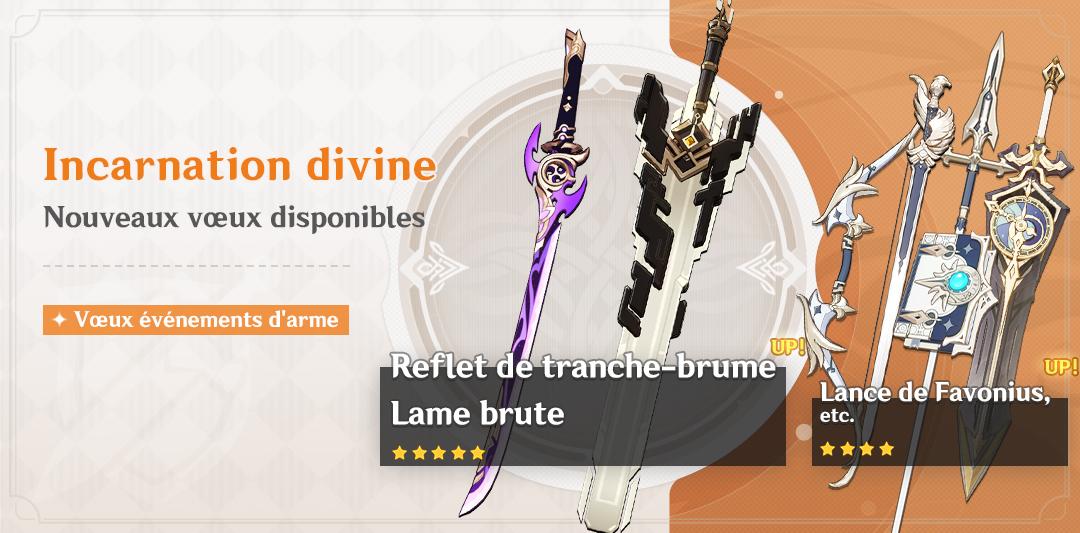 Incarnation divine
Nouveaux vœux disponibles
✦ Vœux événements d'arme
UP!
Reflet de tranche-brume
Lame brute
UP!
Lance de Favonius,
etc.